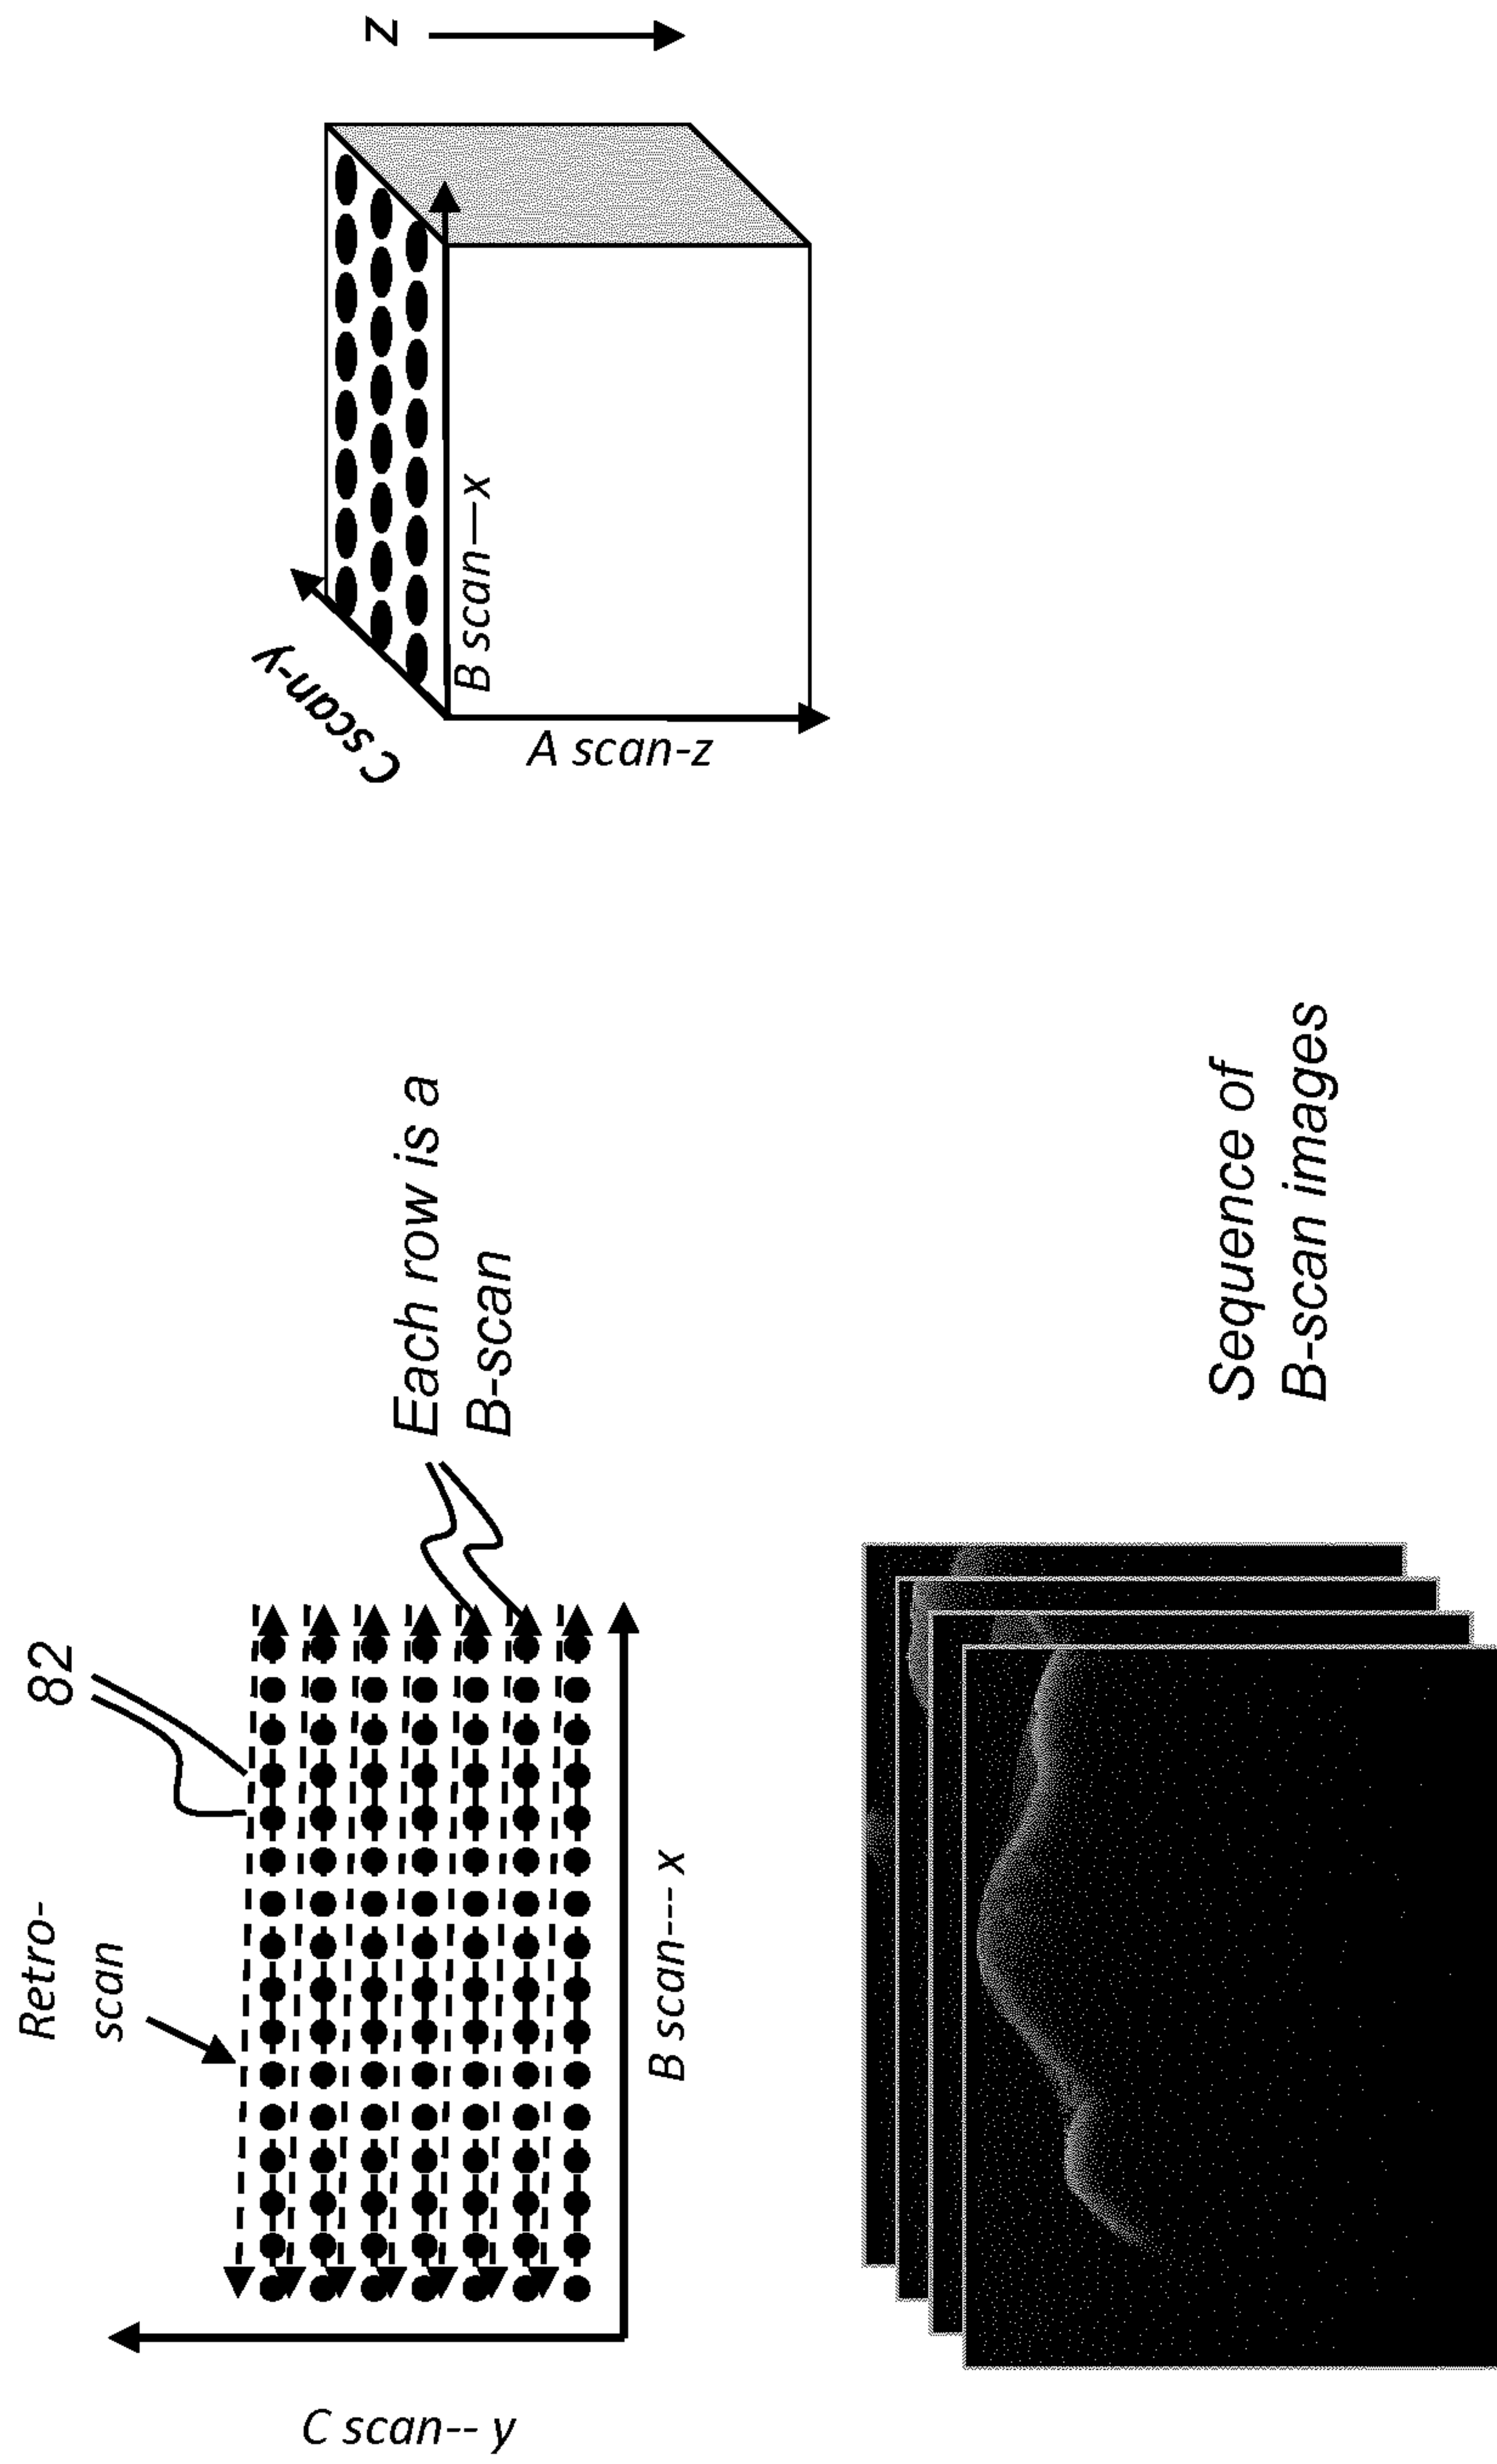 Retro-
scan
82
C scan-- y
Each row is a
B-scan
B scan--- x
C scan-y
z
B scan—x
A scan-z
Sequence of
B-scan images